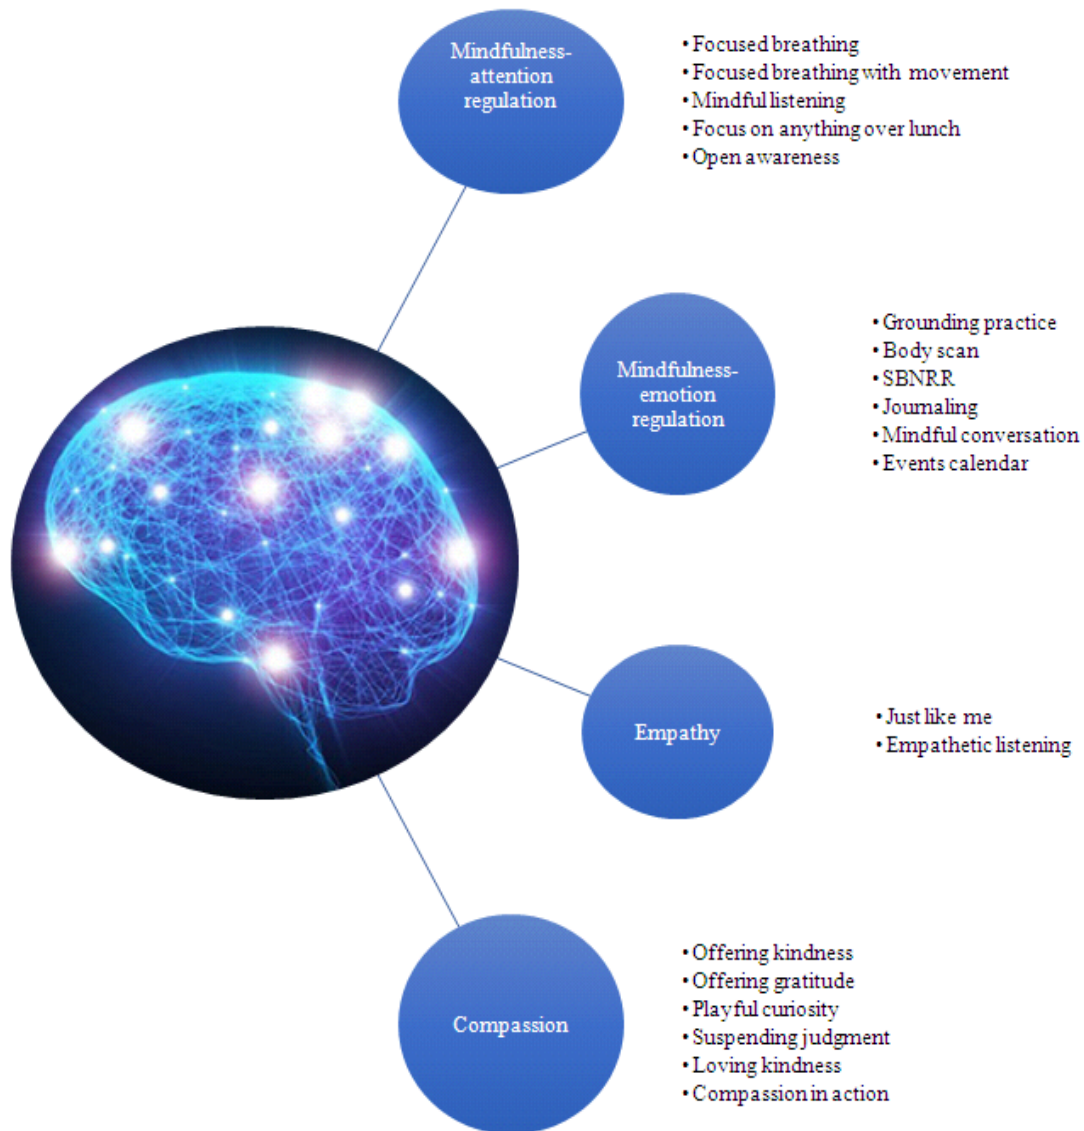 Mindfulness-
attention
regulation
• Focused breathing
• Focused breathing with movement
• Mindful listening
• Focus on anything over lunch
• Open awareness
Mindfulness-
emotion
regulation
• Grounding practice
• Body scan
• SBNRR
• Journaling
• Mindful conversation
• Events calendar
Empathy
• Just like me
• Empathetic listening
Compassion
• Offering kindness
• Offering gratitude
• Playful curiosity
• Suspending judgment
• Loving kindness
• Compassion in action